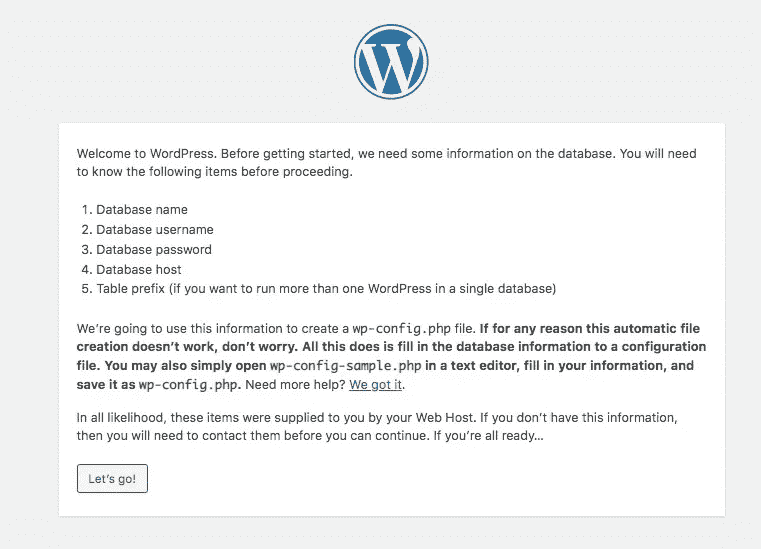 Welcome to WordPress. Before getting started, we need some information on the database. You will need
to know the following items before proceeding.
1. Database name
2. Database username
3. Database password
4. Database host
5. Table prefix (if you want to run more than one WordPress in a single database)
We’re going to use this information to create a wp-config.php file. If for any reason this automatic file
creation doesn’t work, don’t worry. All this does is fill in the database information to a configuration
file. You may also simply open wp-config-sample.php in a text editor, fill in your information, and
save it as wp-config.php. Need more help? We got it.
In all likelihood, these items were supplied to you by your Web Host. If you don’t have this information,
then you will need to contact them before you can continue. If you’re all ready…
Let’s go!